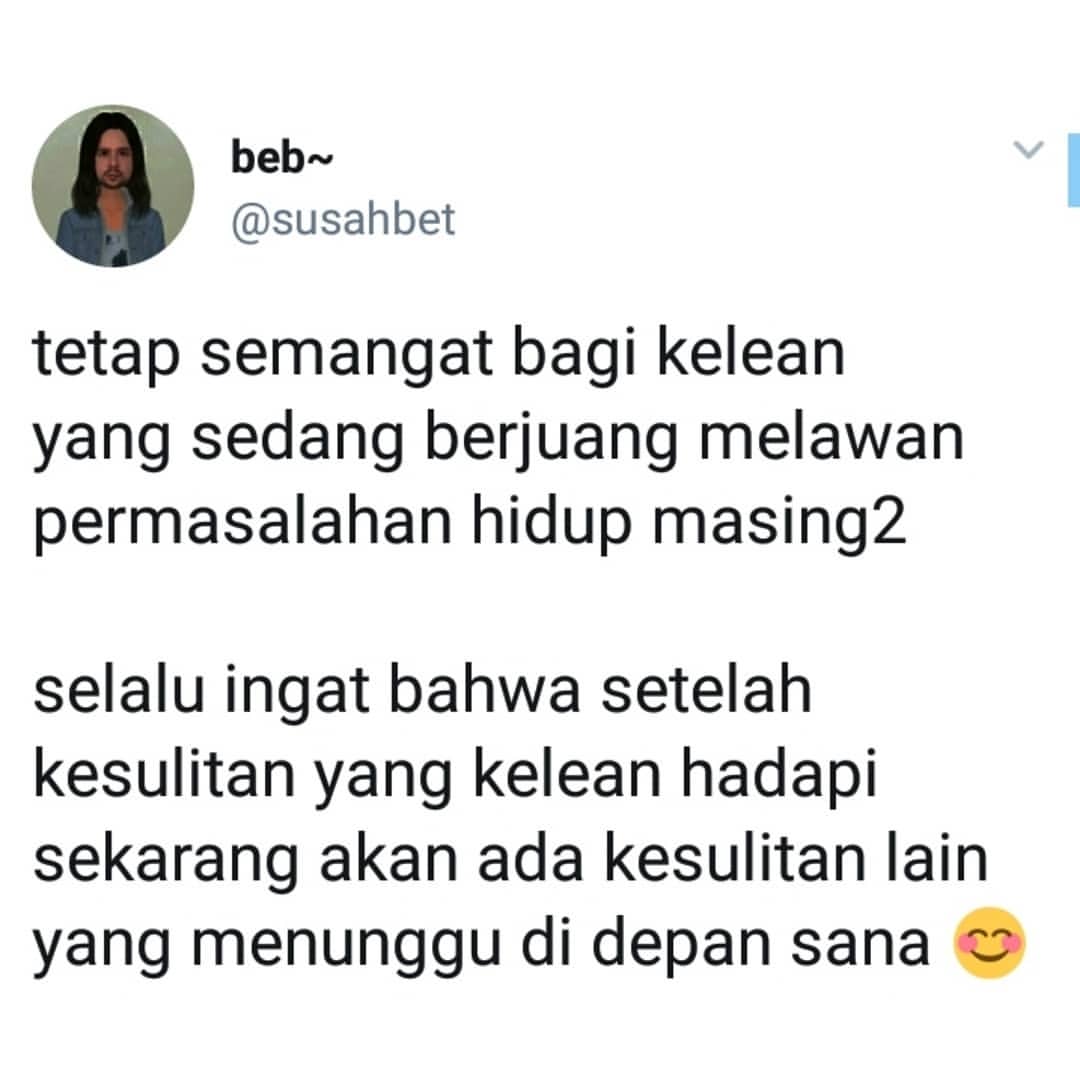 beb~
@susahbet
tetap semangat bagi kelean
yang sedang berjuang melawan
permasalahan hidup masing2
selalu ingat bahwa setelah
kesulitan yang kelean hadapi
sekarang akan ada kesulitan lain
yang menunggu di depan sana 😊